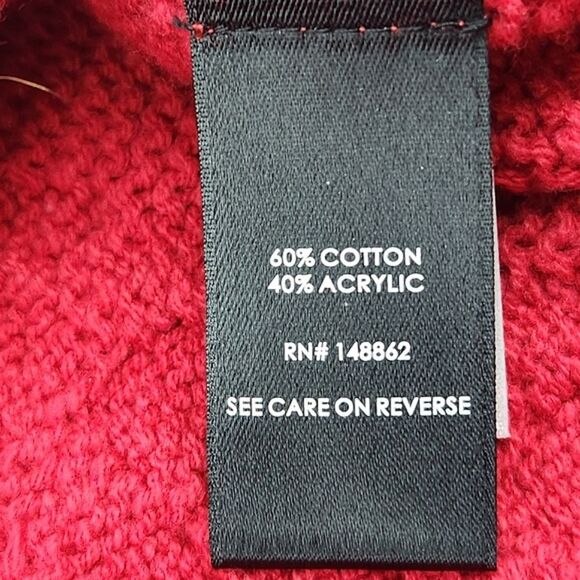 60% COTTON
40% ACRYLIC
RN# 148862
SEE CARE ON REVERSE